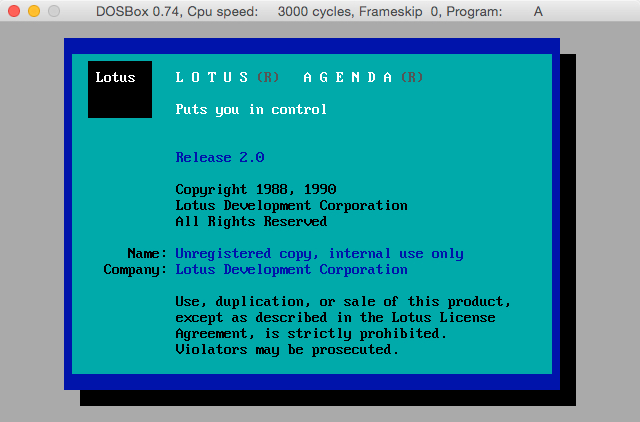 DOSBox 0.74, Cpu speed: 3000 cycles, Frameskip 0, Program: A
Lotus L O T U S (R) A G E N D A (R)
Puts you in control
Release 2.0
Copyright 1988, 1990
Lotus Development Corporation
All Rights Reserved
Name: Unregistered copy, internal use only
Company: Lotus Development Corporation
Use, duplication, or sale of this product,
except as described in the Lotus License
Agreement, is strictly prohibited.
Violators may be prosecuted.